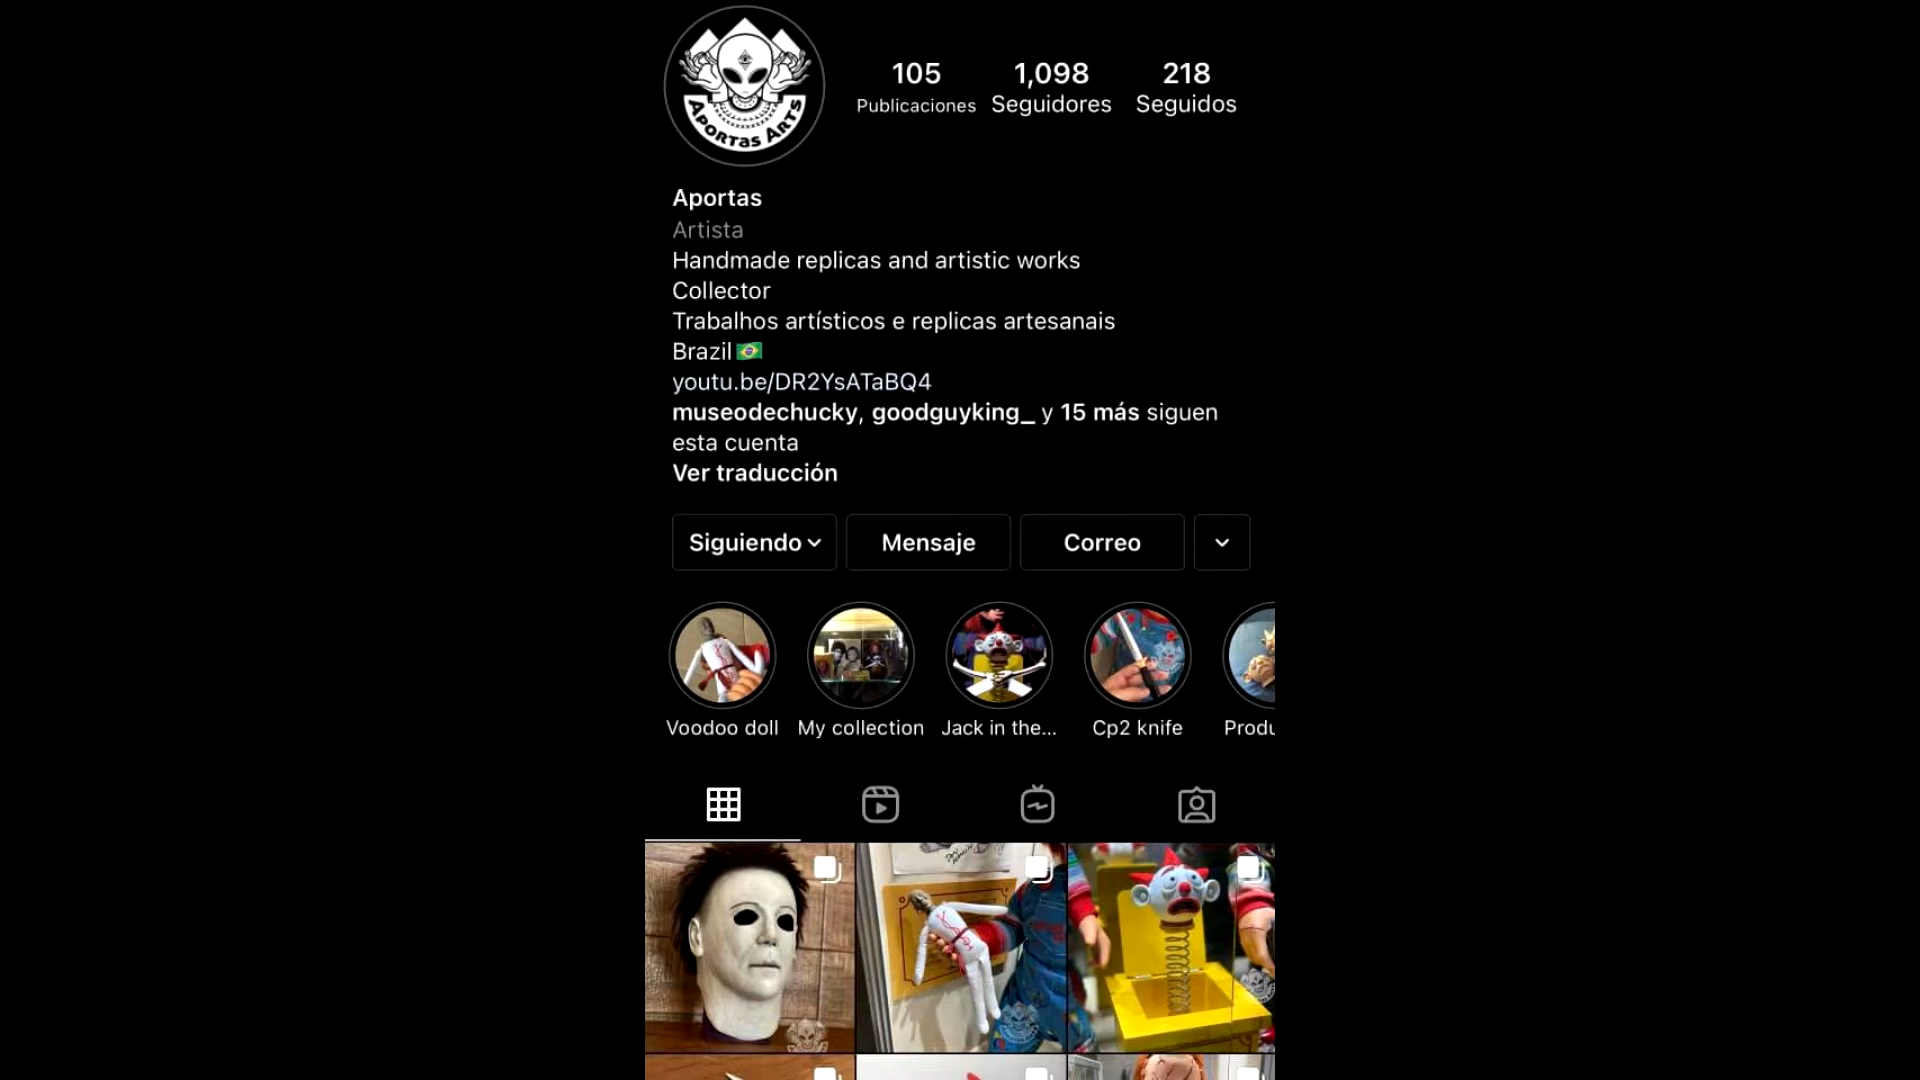 APORTAS ARTS
105 1,098 218
Publicaciones Seguidores Seguidos
Aportas
Artista
Handmade replicas and artistic works
Collector
Trabalhos artísticos e replicas artesanais
Brazil🇧🇷
youtu.be/DR2YsATaBQ4
museodechucky, goodguyking_ y 15 más siguen
esta cuenta
Ver traducción
Siguiendo Mensaje Correo
Voodoo doll My collection Jack in the... Cp2 knife Produ